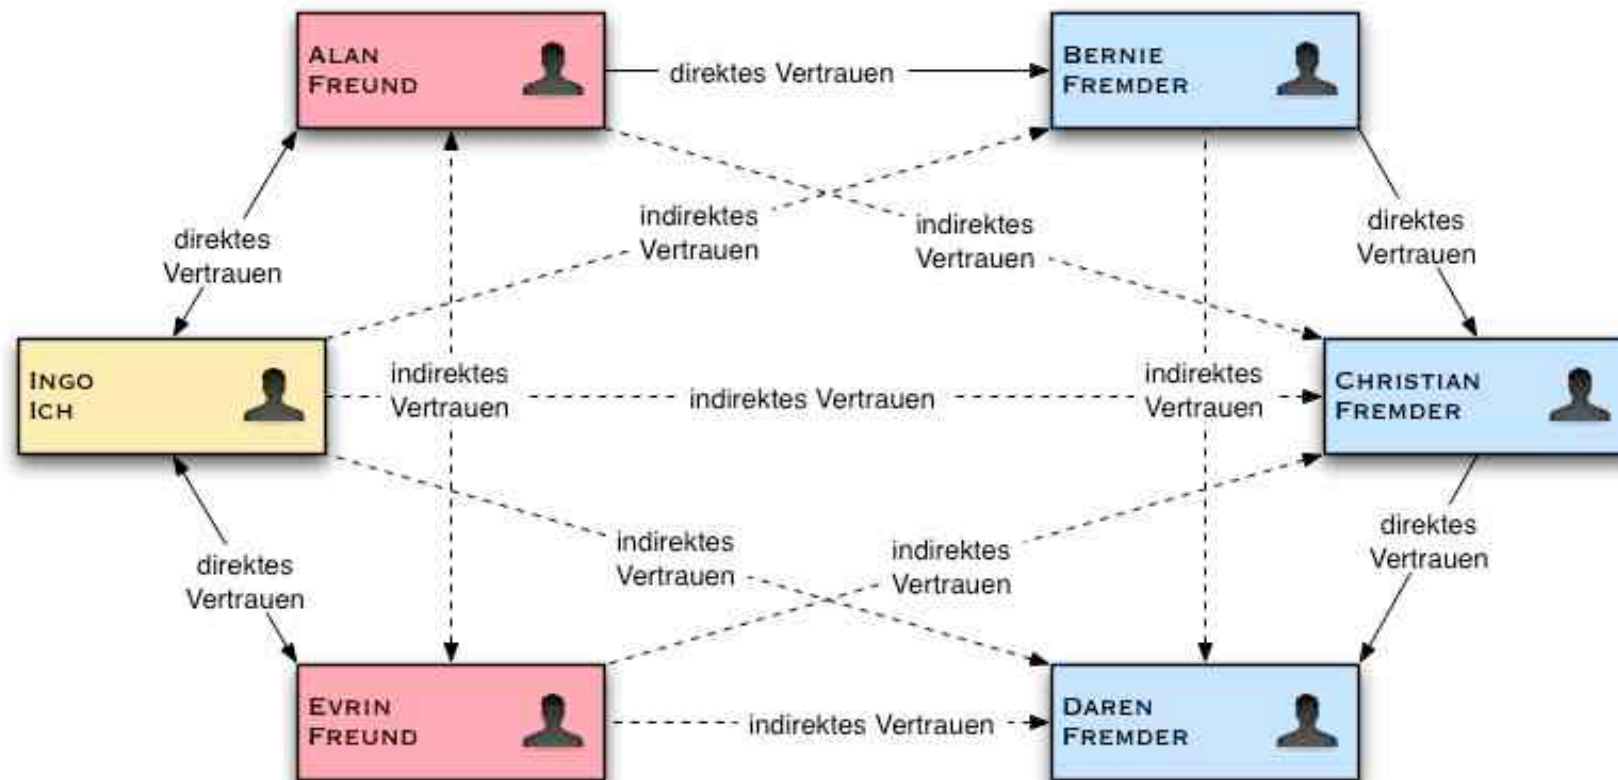 ALAN
FREUND
direktes Vertrauen
BERNIE
FREMDER
indirektes
Vertrauen
indirektes
Vertrauen
direktes
Vertrauen
direktes
Vertrauen
INGO
ICH
indirektes
Vertrauen
indirektes Vertrauen
indirektes
Vertrauen
CHRISTIAN
FREMDER
direktes
Vertrauen
indirektes
Vertrauen
indirektes
Vertrauen
direktes
Vertrauen
EVRIN
FREUND
indirektes Vertrauen
DAREN
FREMDER